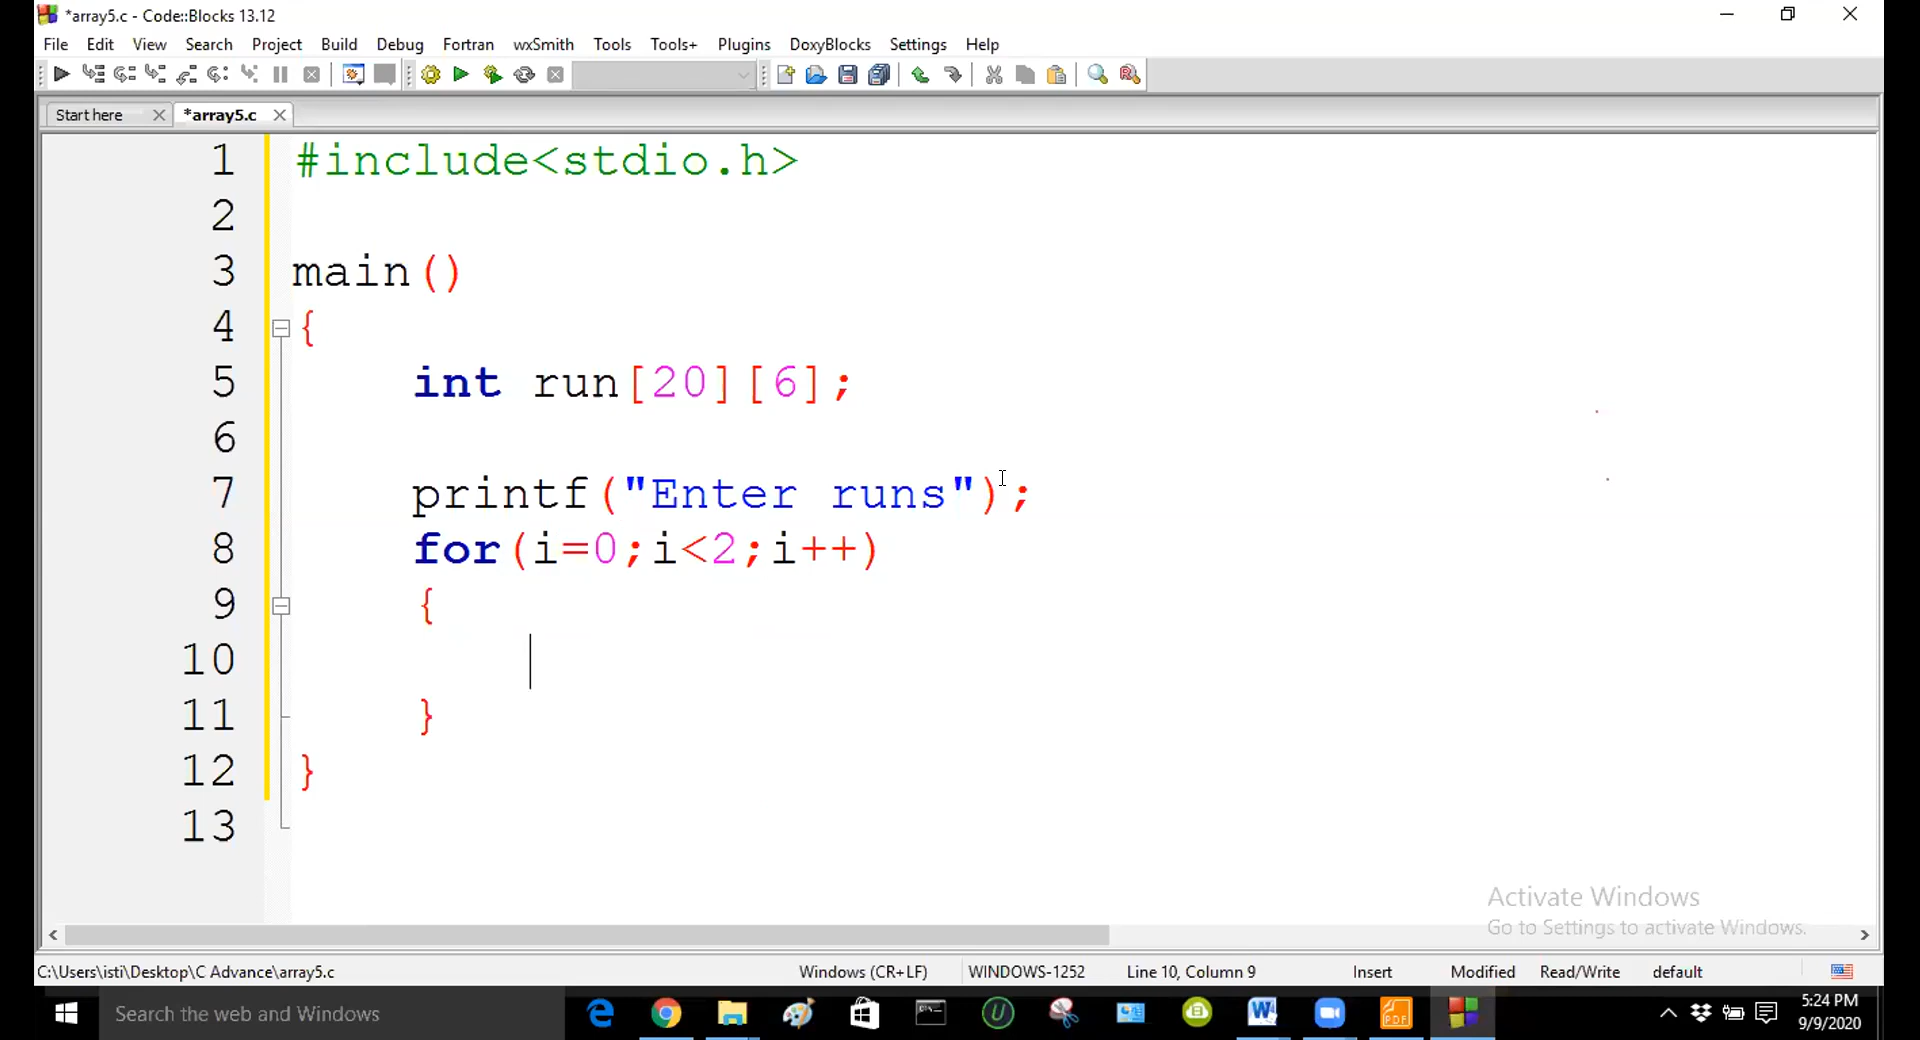 *array5.c - Code::Blocks 13.12
File Edit View Search Project Build Debug Fortran wxSmith Tools Tools+ Plugins DoxyBlocks Settings Help
Start here *array5.c
1 #include<stdio.h>
2
3 main()
4 {
5 int run[20][6];
6
7 printf("Enter runs");
8 for(i=0;i<2;i++)
9 {
10
11 }
12 }
13
Activate Windows
Go to Settings to activate Windows.
C:\Users\isti\Desktop\C Advance\array5.c Windows (CR+LF) WINDOWS-1252 Line 10, Column 9 Insert Modified Read/Write default
Search the web and Windows
PDF
5:24 PM
9/9/2020